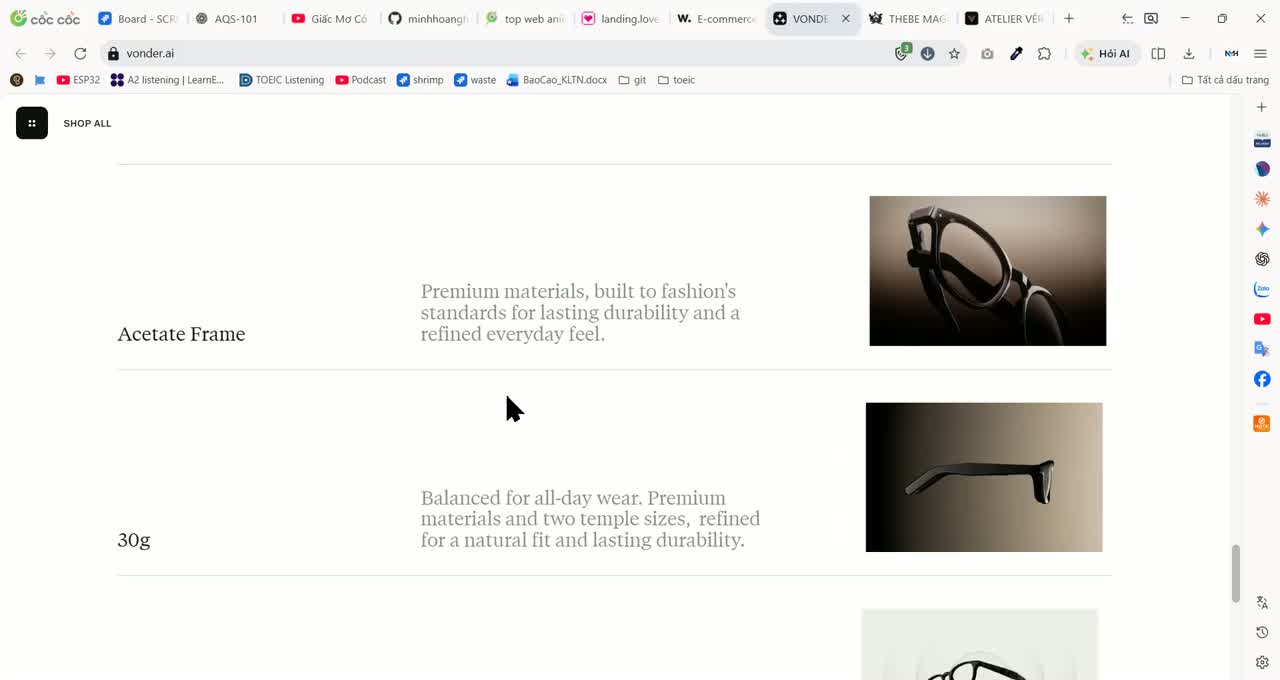 cốc cốc
Board - SCR
AQS-101
Giấc Mơ Có
minhhoangh
top web ani
landing.love
E-commerce
VONDE
THEBE MAG
ATELIER VÉR
vonder.ai
3
Hỏi AI
ESP32
A2 listening | LearnE...
TOEIC Listening
Podcast
shrimp
waste
BaoCao_KLTN.docx
git
toeic
Tất cả dấu trang
SHOP ALL
Acetate Frame
Premium materials, built to fashion's
standards for lasting durability and a
refined everyday feel.
30g
Balanced for all-day wear. Premium
materials and two temple sizes,  refined
for a natural fit and lasting durability.
Zalo